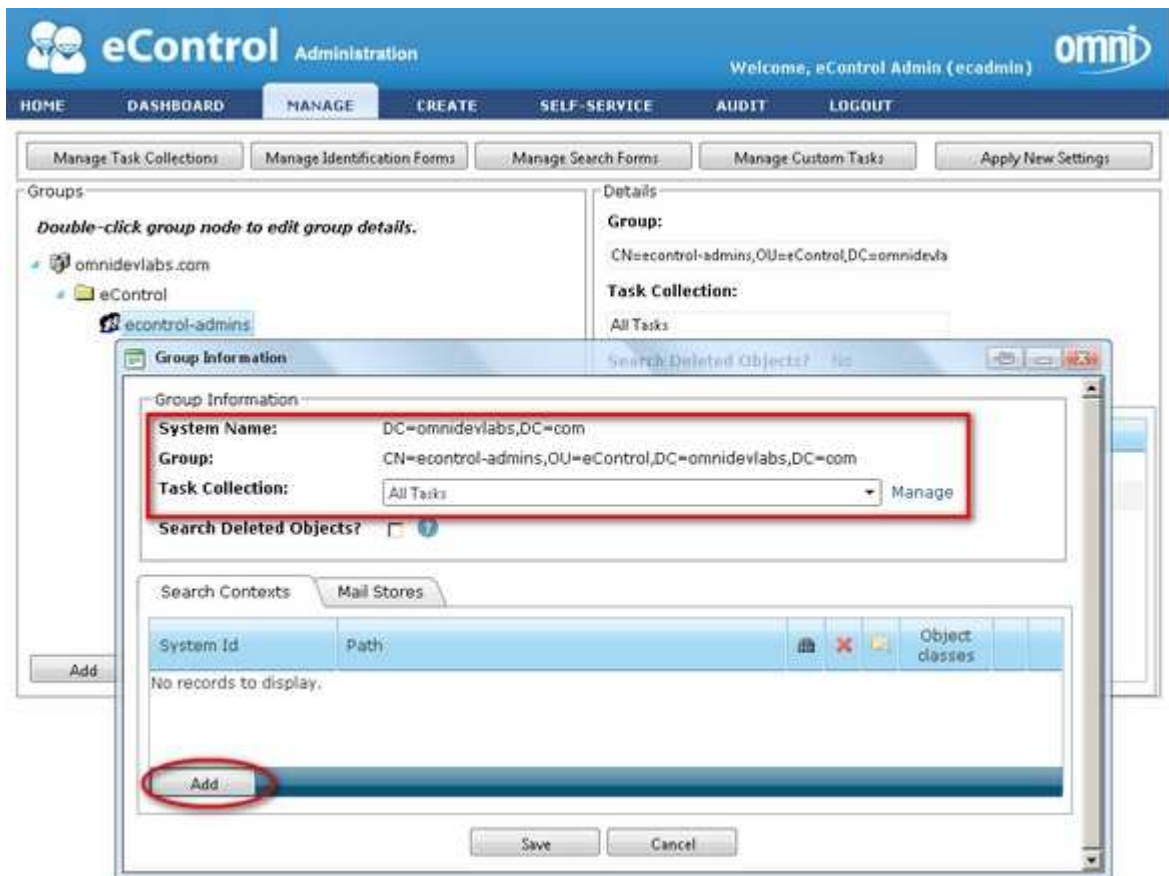 eControl Administration
omni
Welcome, eControl Admin (ecadmin)
HOME DASHBOARD MANAGE CREATE SELF-SERVICE AUDIT LOGOUT
Manage Task Collections Manage Identification Forms Manage Search Forms Manage Custom Tasks Apply New Settings
Groups
Double-click group node to edit group details.
omnidevlabs.com
eControl
econtrol-admins
Details
Group:
CN=econtrol-admins,OU=eControl,DC=omnidevla
Task Collection:
All Tasks
Search Deleted Objects? No
Add
Group Information
Group Information
System Name: DC=omnidevlabs,DC=com
Group: CN=econtrol-admins,OU=eControl,DC=omnidevlabs,DC=com
Task Collection: All Tasks Manage
Search Deleted Objects? ?
Search Contexts Mail Stores
System Id Path Object classes
No records to display.
Add
Save Cancel